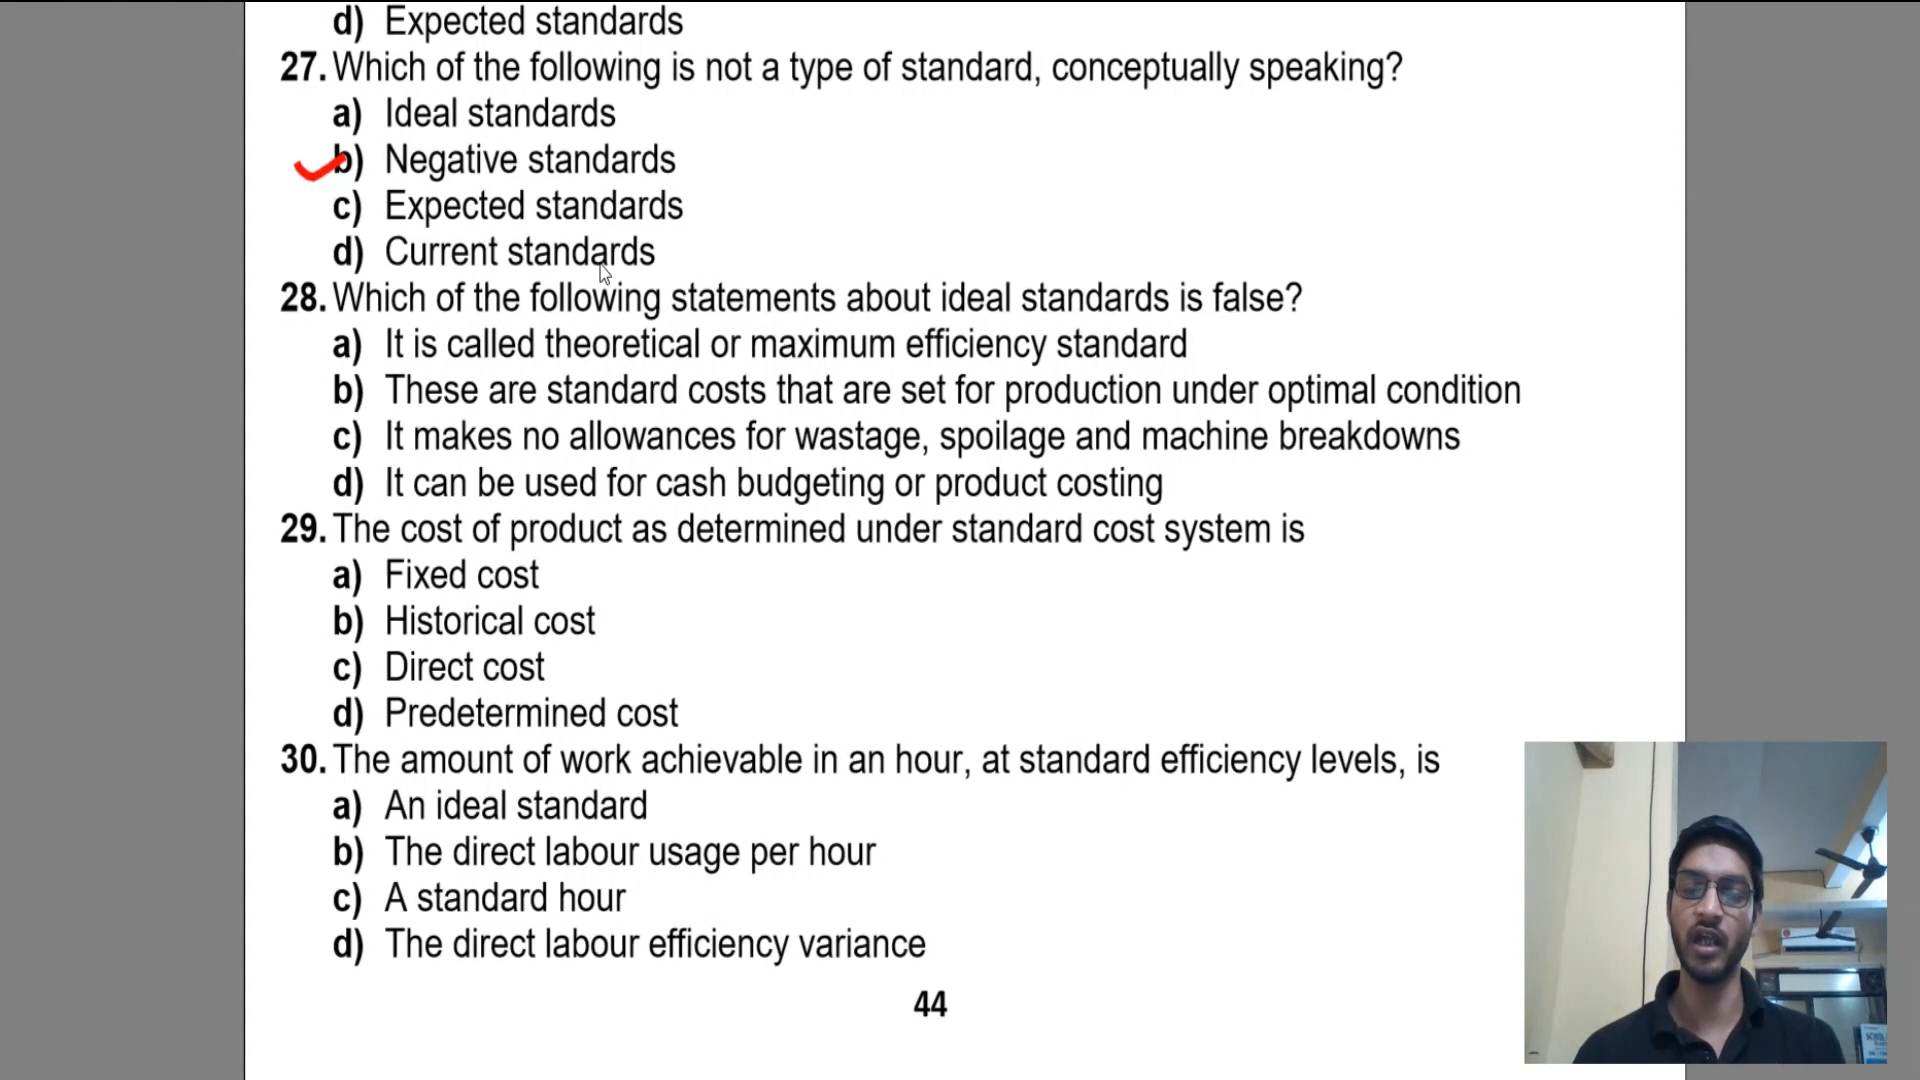 d) Expected standards
27. Which of the following is not a type of standard, conceptually speaking?
a) Ideal standards
b) Negative standards
c) Expected standards
d) Current standards
28. Which of the following statements about ideal standards is false?
a) It is called theoretical or maximum efficiency standard
b) These are standard costs that are set for production under optimal condition
c) It makes no allowances for wastage, spoilage and machine breakdowns
d) It can be used for cash budgeting or product costing
29. The cost of product as determined under standard cost system is
a) Fixed cost
b) Historical cost
c) Direct cost
d) Predetermined cost
30. The amount of work achievable in an hour, at standard efficiency levels, is
a) An ideal standard
b) The direct labour usage per hour
c) A standard hour
d) The direct labour efficiency variance
44